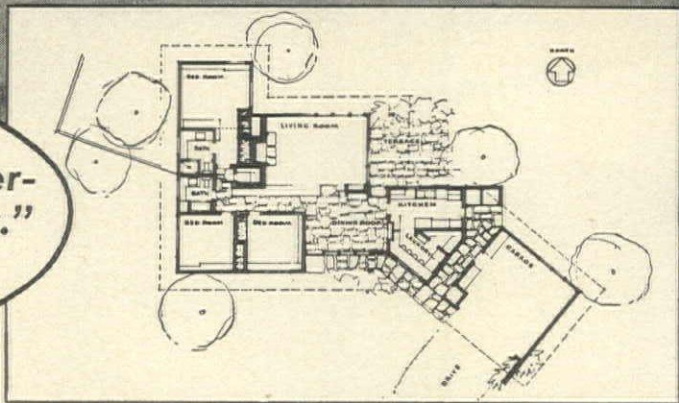 er-
”
NORTH
BED ROOM
LIVING ROOM
TERRACE
BATH
KITCHEN
BATH
BED ROOM
BED ROOM
DINING ROOM
GARAGE
DRIVE